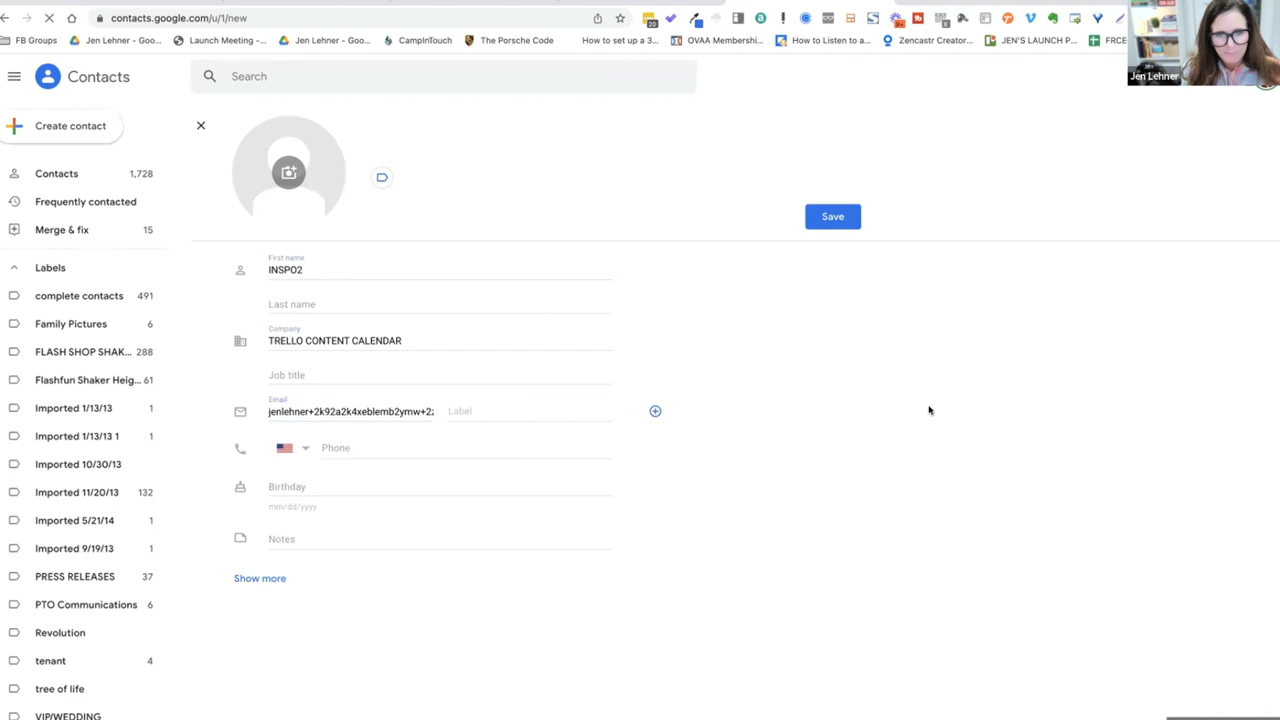 contacts.google.com/u/1/new
FB Groups
Jen Lehner - Goo...
Launch Meeting -...
Jen Lehner - Goo...
CampInTouch
The Porsche Code
How to set up a 3...
OVAA Membershi...
How to Listen to a...
Zencastr Creator...
JEN'S LAUNCH P...
FRCE
Jen Lehner
Contacts
Search
Create contact
Contacts 1,728
Frequently contacted
Merge & fix 15
Labels
complete contacts 491
Family Pictures 6
FLASH SHOP SHAK... 288
Flashfun Shaker Heig... 61
Imported 1/13/13 1
Imported 1/13/13 1 1
Imported 10/30/13
Imported 11/20/13 132
Imported 5/21/14 1
Imported 9/19/13 1
PRESS RELEASES 37
PTO Communications 6
Revolution
tenant 4
tree of life
VIP/WEDDING
Save
First name
INSPO2
Last name
Company
TRELLO CONTENT CALENDAR
Job title
Email
jenlehner+2k92a2k4xeblemb2ymw+2
Label
Phone
Birthday
mm/dd/yyyy
Notes
Show more